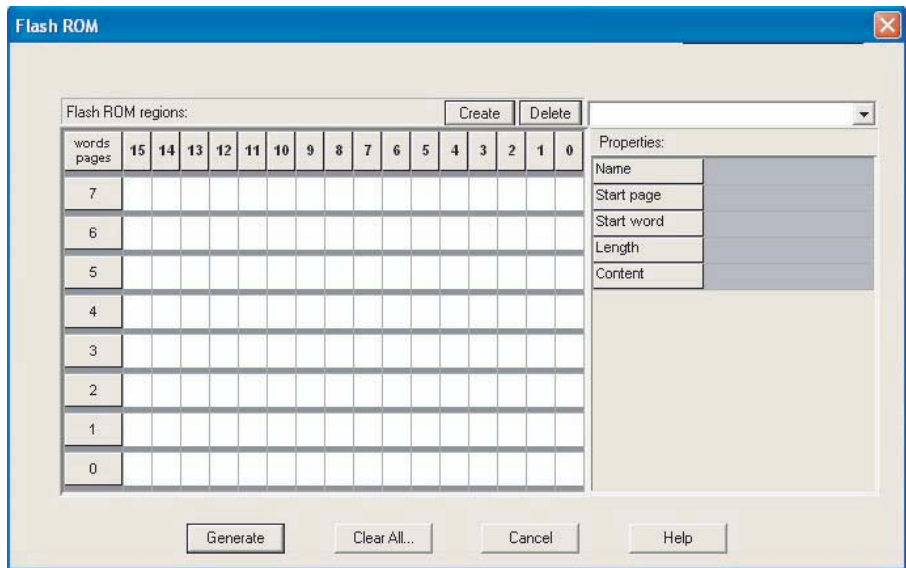 Flash ROM
Flash ROM regions:
Create
Delete
words
pages
15 14 13 12 11 10 9 8 7 6 5 4 3 2 1 0
7
6
5
4
3
2
1
0
Properties:
Name
Start page
Start word
Length
Content
Generate
Clear All...
Cancel
Help